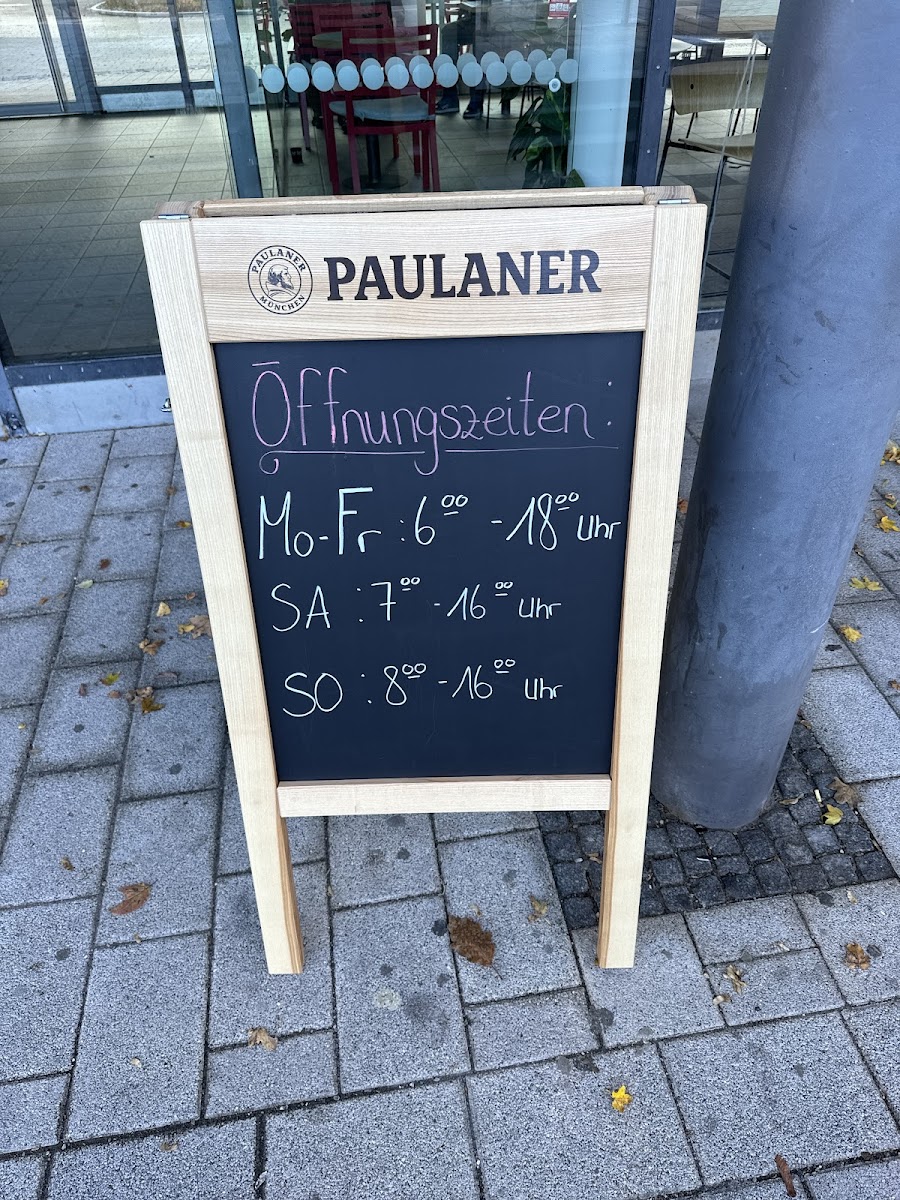 PAULANER
MÜNCHEN
PAULANER
Öffnungszeiten:
Mo-Fr: 6⁰⁰ - 18⁰⁰ Uhr
SA: 7⁰⁰ - 16⁰⁰ Uhr
SO: 8⁰⁰ - 16⁰⁰ Uhr